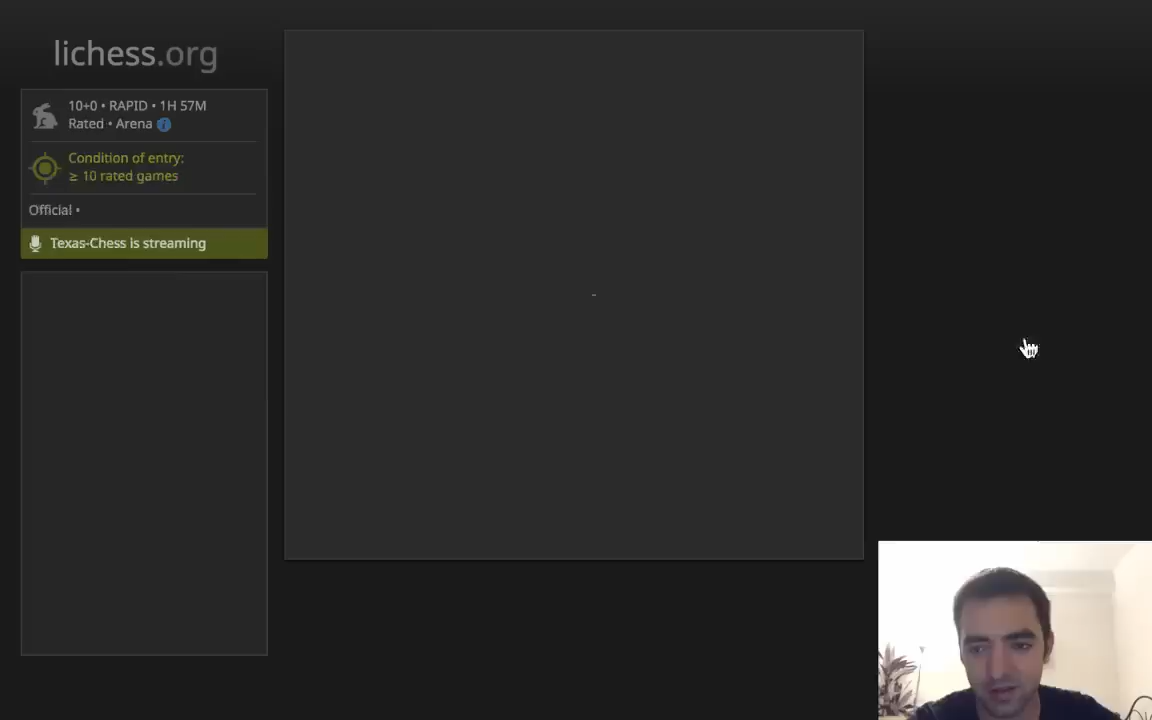 lichess.org
10+0 • RAPID • 1H 57M
Rated • Arena
Condition of entry:
≥ 10 rated games
Official •
Texas-Chess is streaming
-